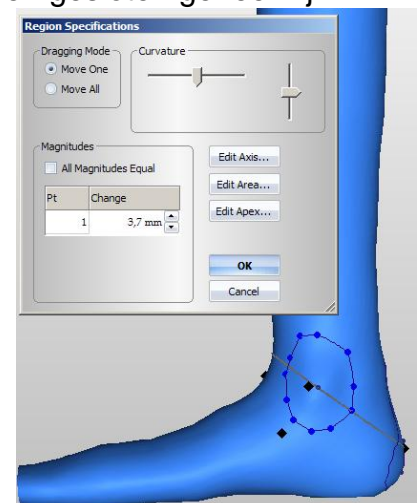 Region Specifications
Dragging Mode
Move One
Move All
Curvature
Magnitudes
All Magnitudes Equal
Pt Change
1 3,7 mm
Edit Axis...
Edit Area...
Edit Apex...
OK
Cancel